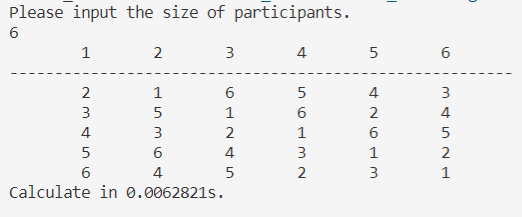 Please input the size of participants.
6
1 2 3 4 5 6
--------------------------------------------------------------
2 1 6 5 4 3
3 5 1 6 2 4
4 3 2 1 6 5
5 6 4 3 1 2
6 4 5 2 3 1
Calculate in 0.0062821s.